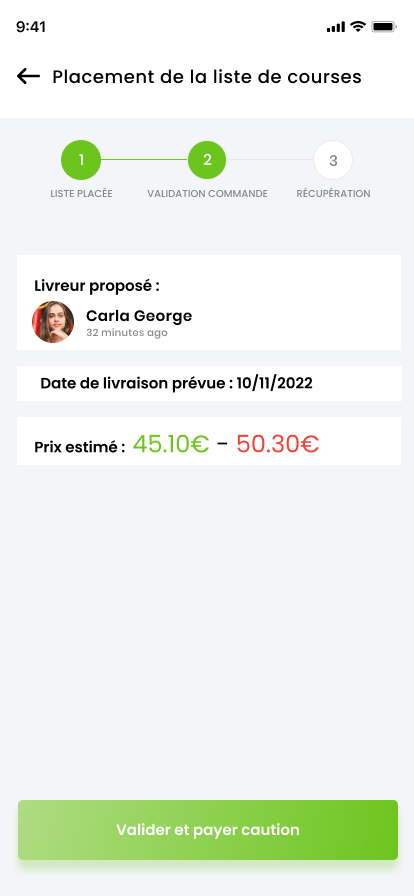 9:41
Placement de la liste de courses
1
2
3
LISTE PLACÉE
VALIDATION COMMANDE
RÉCUPÉRATION
Livreur proposé :
Carla George
32 minutes ago
Date de livraison prévue : 10/11/2022
Prix estimé : 45.10€ - 50.30€
Valider et payer caution